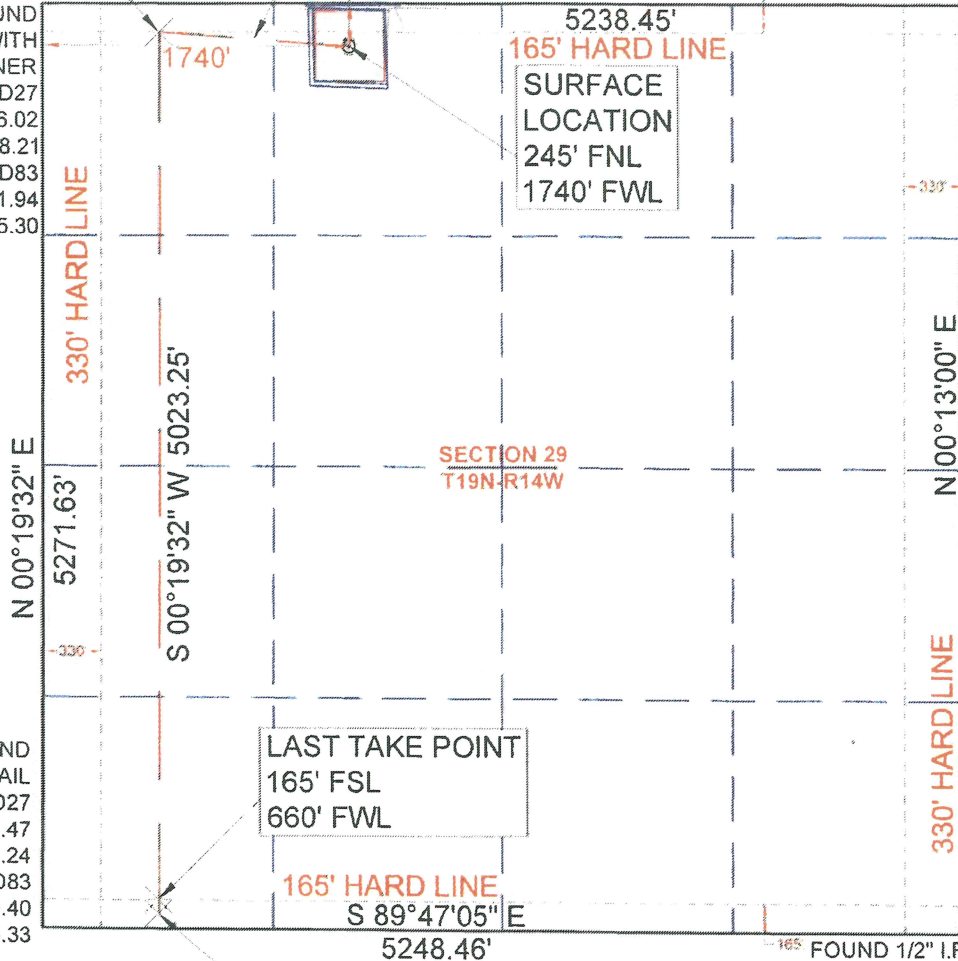 UND
WITH
NER
D27
6.02
8.21
D83
1.94
5.30
5238.45'
165' HARD LINE
1740'
SURFACE
LOCATION
245' FNL
1740' FWL
330'
330' HARD LINE
S 00°19'32" W 5023.25'
N 00°19'32" E
5271.63'
N 00°13'00" E
SECTION 29
T19N-R14W
330'
330' HARD LINE
ND
AIL
D27
.47
.24
D83
.40
.33
LAST TAKE POINT
165' FSL
660' FWL
165' HARD LINE
S 89°47'05" E
5248.46'
165'
FOUND 1/2" I.